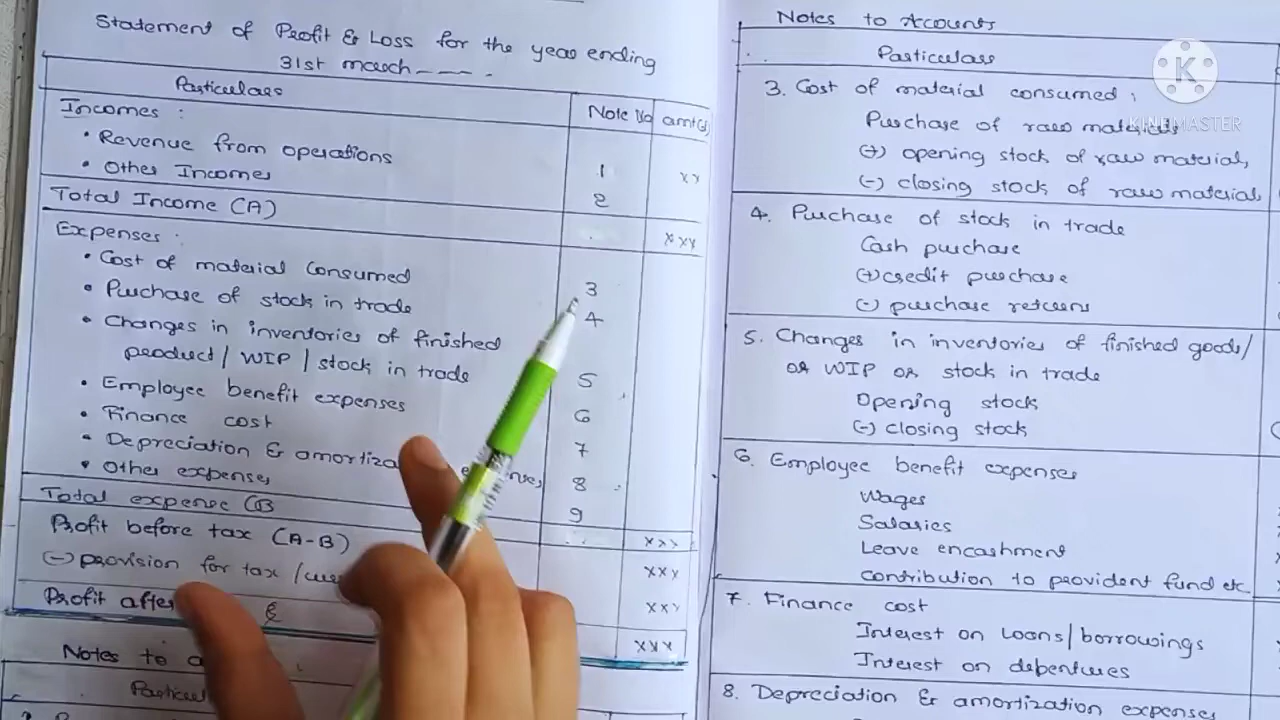 Statement of Profit & Loss for the year ending
31st march ----.
Particulars Note No amt(₹)
Incomes :
• Revenue from operations 1 xx
• Other Incomes 2
Total Income (A) xxx
Expenses :
• Cost of material Consumed 3
• Purchase of stock in trade 4
• Changes in inventories of finished
product / WIP / stock in trade 5
• Employee benefit expenses 6
• Finance cost 7
• Depreciation & amortiza 8
• Other expenses 9
Total expense (B xxx
Profit before tax (A-B) xxx
(-) provision for tax / xxx
Profit after xxx
Notes to
Notes to Accounts
Particulars
3. Cost of material consumed :
Purchase of raw materials
(+) opening stock of raw materials
(-) closing stock of raw material
4. Purchase of stock in trade
Cash purchase
(+) credit purchase
(-) purchase returns
5. Changes in inventories of finished goods/
or WIP or stock in trade
Opening stock
(-) closing stock
6. Employee benefit expenses
Wages
Salaries
Leave encashment
Contribution to provident fund etc
7. Finance cost
Interest on Loans/borrowings
Interest on debentures
8. Depreciation & amortization expenses
K
KINEMASTER